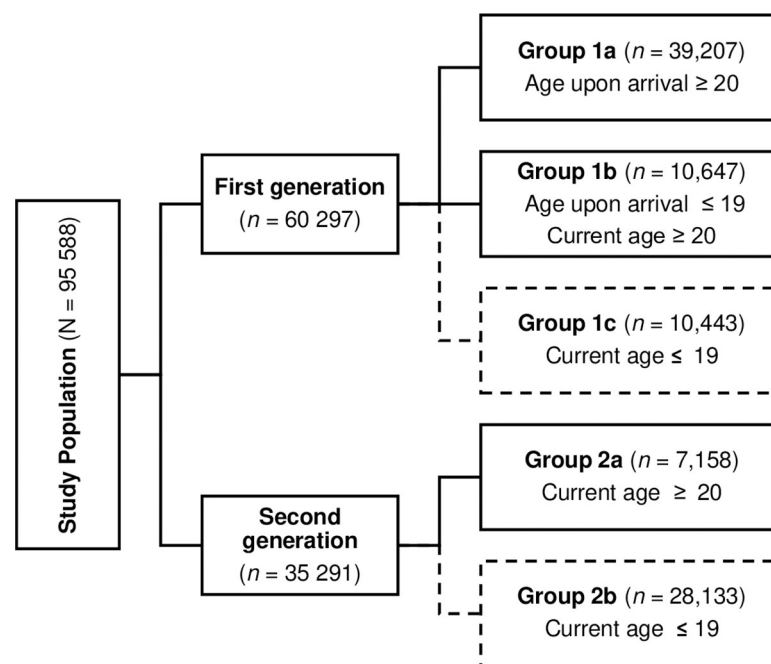 Study Population (N = 95 588)
First generation
(n = 60 297)
Group 1a (n = 39,207)
Age upon arrival ≥ 20
Group 1b (n = 10,647)
Age upon arrival ≤ 19
Current age ≥ 20
Group 1c (n = 10,443)
Current age ≤ 19
Second
generation
(n = 35 291)
Group 2a (n = 7,158)
Current age ≥ 20
Group 2b (n = 28,133)
Current age ≤ 19